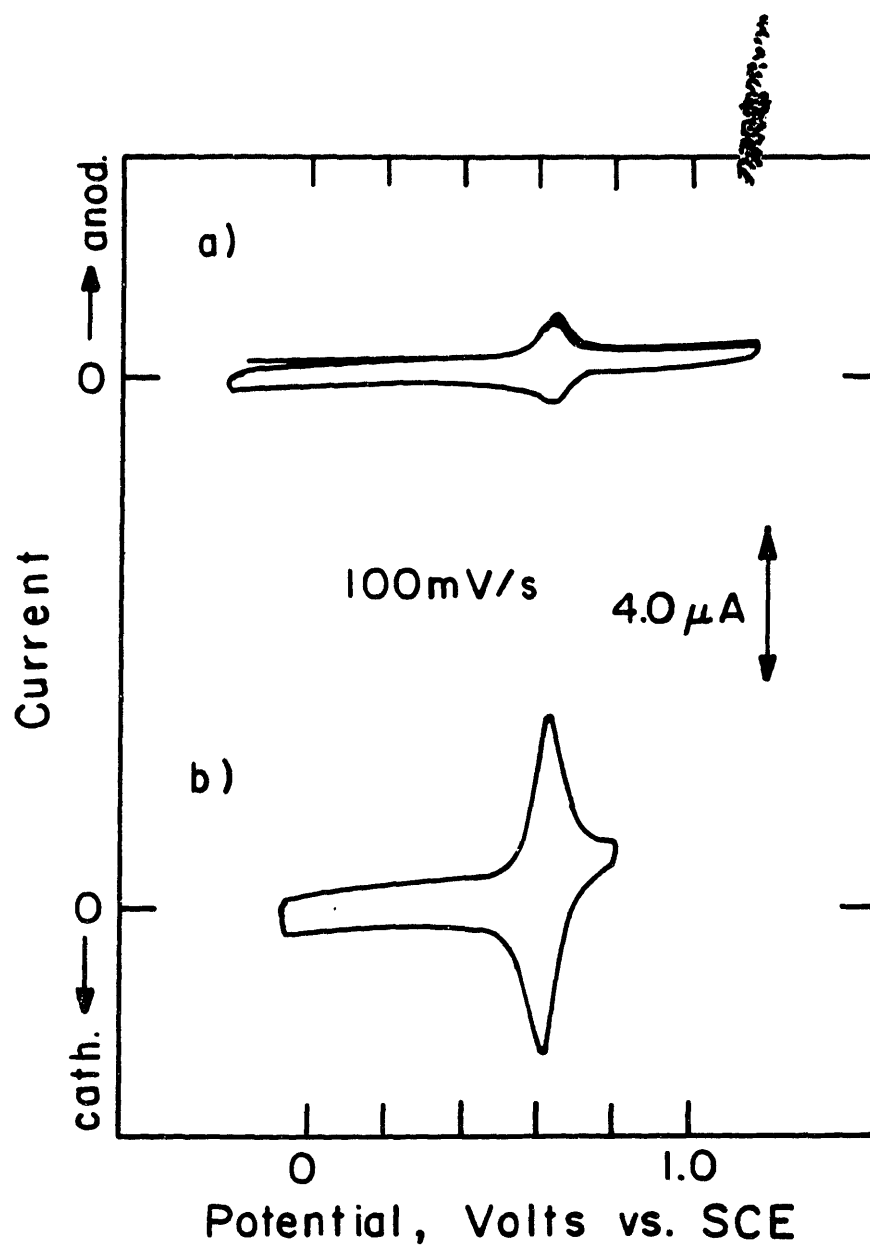 anod.
a)
0
Current
100mV/s
4.0 μA
b)
0
cath.
0 1.0
Potential, Volts vs. SCE